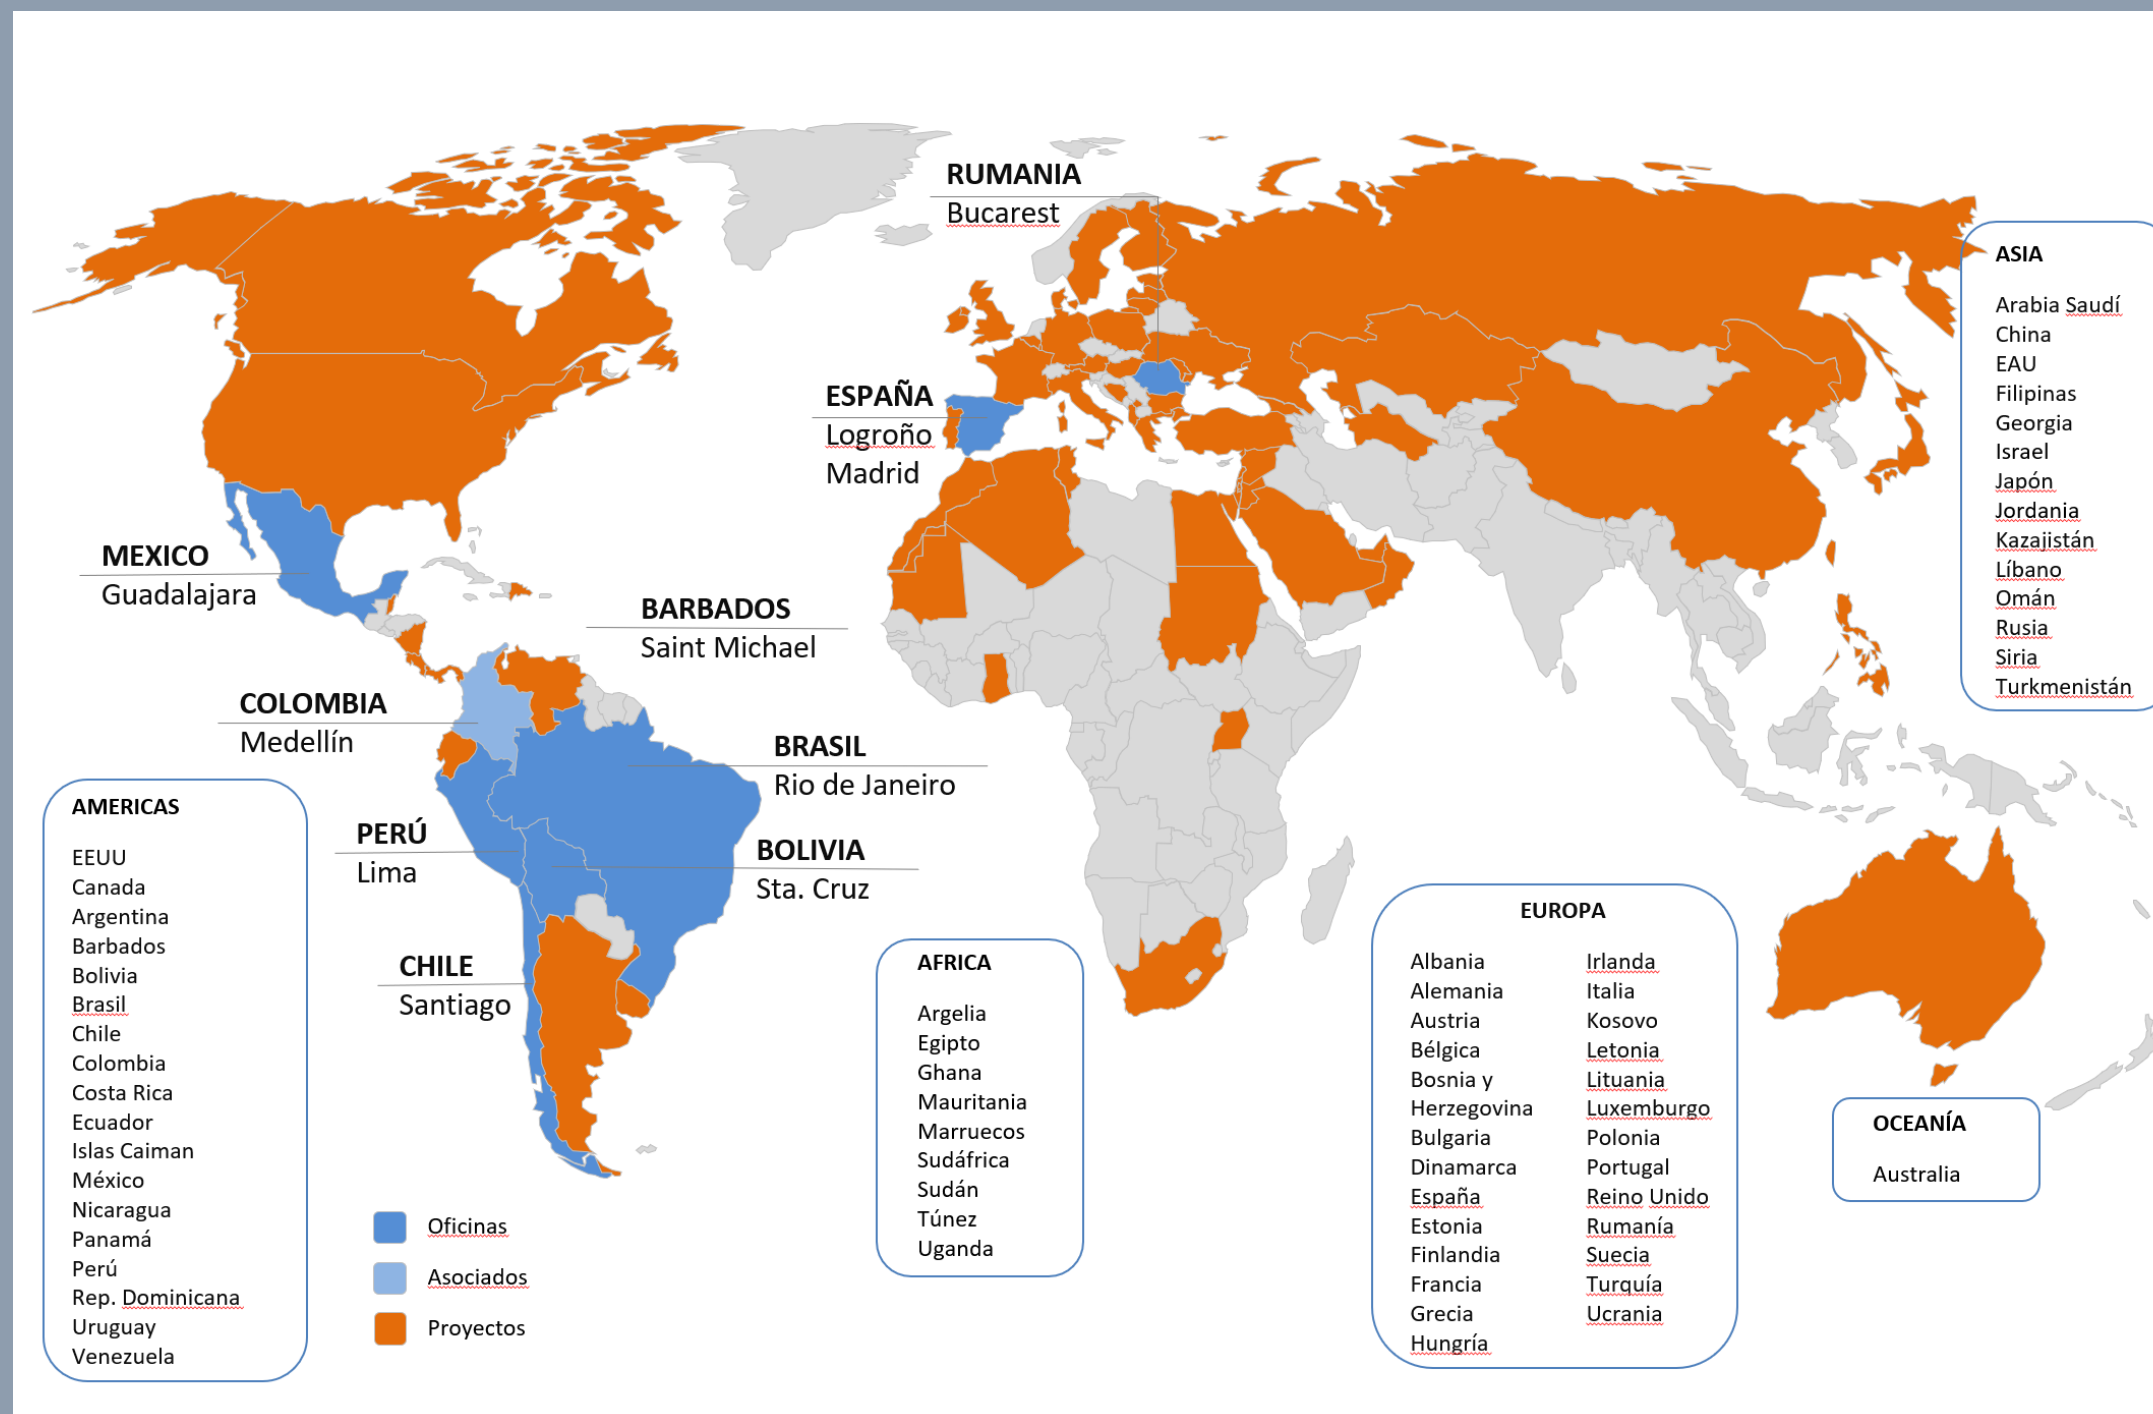 RUMANIA
Bucarest
ESPAÑA
Logroño
Madrid
MEXICO
Guadalajara
BARBADOS
Saint Michael
COLOMBIA
Medellín
BRASIL
Rio de Janeiro
PERÚ
Lima
BOLIVIA
Sta. Cruz
CHILE
Santiago
AMERICAS
EEUU
Canada
Argentina
Barbados
Bolivia
Brasil
Chile
Colombia
Costa Rica
Ecuador
Islas Caiman
México
Nicaragua
Panamá
Perú
Rep. Dominicana
Uruguay
Venezuela
Oficinas
Asociados
Proyectos
AFRICA
Argelia
Egipto
Ghana
Mauritania
Marruecos
Sudáfrica
Sudán
Túnez
Uganda
EUROPA
Albania
Alemania
Austria
Bélgica
Bosnia y
Herzegovina
Bulgaria
Dinamarca
España
Estonia
Finlandia
Francia
Grecia
Hungría
Irlanda
Italia
Kosovo
Letonia
Lituania
Luxemburgo
Polonia
Portugal
Reino Unido
Rumanía
Suecia
Turquía
Ucrania
ASIA
Arabia Saudí
China
EAU
Filipinas
Georgia
Israel
Japón
Jordania
Kazajistán
Líbano
Omán
Rusia
Siria
Turkmenistán
OCEANÍA
Australia